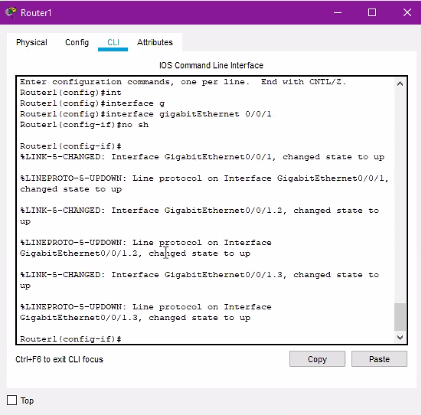 Router1
Physical Config CLI Attributes
IOS Command Line Interface
Enter configuration commands, one per line. End with CNTL/Z.
Router1(config)#int
Router1(config)#interface g
Router1(config)#interface gigabitEthernet 0/0/1
Router1(config-if)#no sh
Router1(config-if)#
%LINK-5-CHANGED: Interface GigabitEthernet0/0/1, changed state to up
%LINEPROTO-5-UPDOWN: Line protocol on Interface GigabitEthernet0/0/1,
changed state to up
%LINK-5-CHANGED: Interface GigabitEthernet0/0/1.2, changed state to
up
%LINEPROTO-5-UPDOWN: Line protocol on Interface
GigabitEthernet0/0/1.2, changed state to up
%LINK-5-CHANGED: Interface GigabitEthernet0/0/1.3, changed state to
up
%LINEPROTO-5-UPDOWN: Line protocol on Interface
GigabitEthernet0/0/1.3, changed state to up
Router1(config-if)#
Ctrl+F6 to exit CLI focus Copy Paste
Top